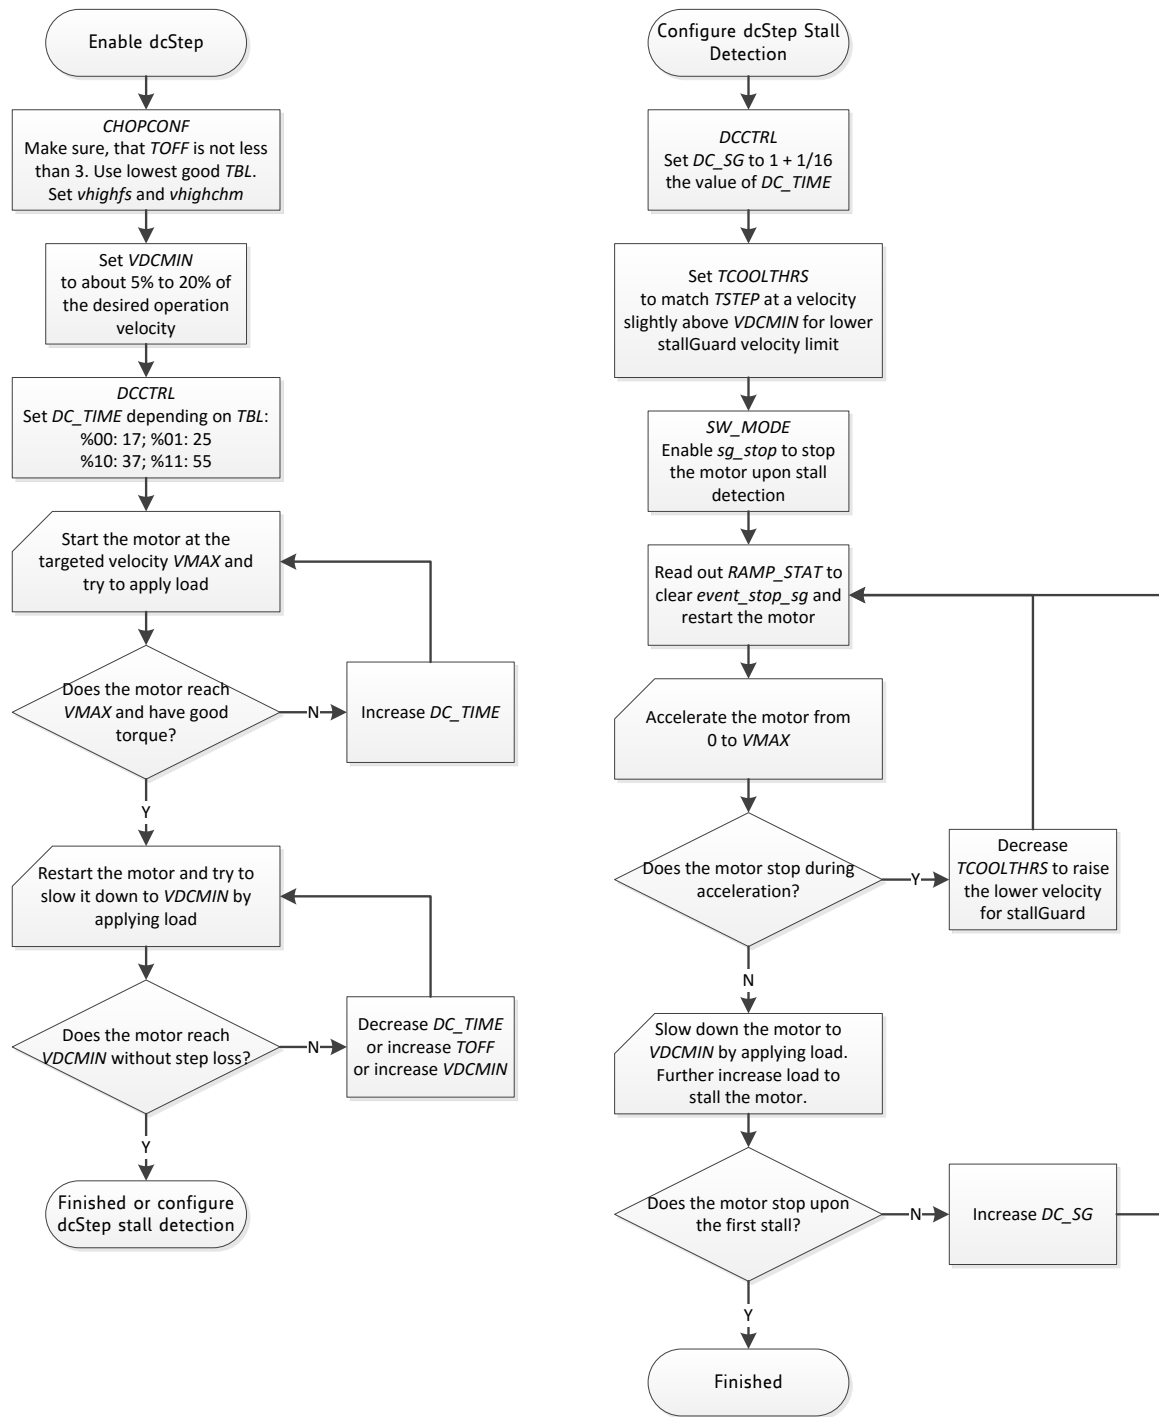 Enable dcStep
CHOPCONF
Make sure, that TOFF is not less
than 3. Use lowest good TBL.
Set vhighfs and vhighchm
Set VDCMIN
to about 5% to 20% of
the desired operation
velocity
DCCTRL
Set DC_TIME depending on TBL:
%00: 17; %01: 25
%10: 37; %11: 55
Start the motor at the
targeted velocity VMAX and
try to apply load
Does the motor reach
VMAX and have good
torque?
N
Increase DC_TIME
Y
Restart the motor and try to
slow it down to VDCMIN by
applying load
Does the motor reach
VDCMIN without step loss?
N
Decrease DC_TIME
or increase TOFF
or increase VDCMIN
Y
Finished or configure
dcStep stall detection
Configure dcStep Stall
Detection
DCCTRL
Set DC_SG to 1 + 1/16
the value of DC_TIME
Set TCOOLTHRS
to match TSTEP at a velocity
slightly above VDCMIN for lower
stallGuard velocity limit
SW_MODE
Enable sg_stop to stop
the motor upon stall
detection
Read out RAMP_STAT to
clear event_stop_sg and
restart the motor
Accelerate the motor from
0 to VMAX
Does the motor stop during
acceleration?
Y
Decrease
TCOOLTHRS to raise
the lower velocity
for stallGuard
N
Slow down the motor to
VDCMIN by applying load.
Further increase load to
stall the motor.
Does the motor stop upon
the first stall?
N
Increase DC_SG
Y
Finished